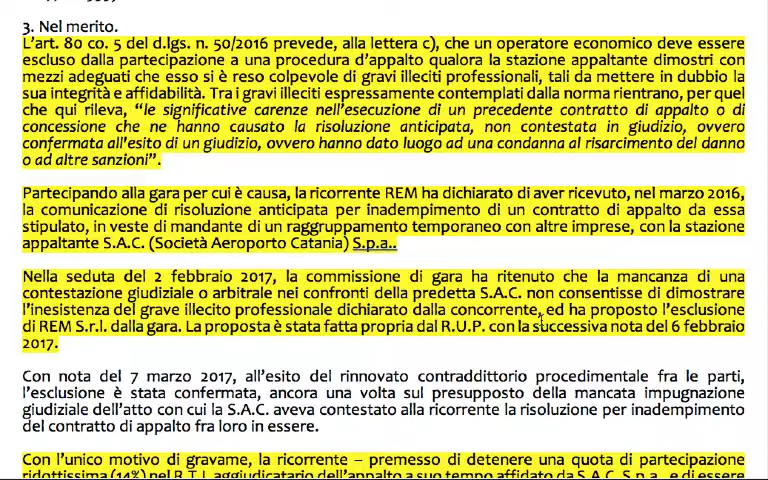 3. Nel merito.
L'art. 80 co. 5 del d.lgs. n. 50/2016 prevede, alla lettera c), che un operatore economico deve essere
escluso dalla partecipazione a una procedura d'appalto qualora la stazione appaltante dimostri con
mezzi adeguati che esso si è reso colpevole di gravi illeciti professionali, tali da mettere in dubbio la
sua integrità e affidabilità. Tra i gravi illeciti espressamente contemplati dalla norma rientrano, per quel
che qui rileva, "le significative carenze nell'esecuzione di un precedente contratto di appalto o di
concessione che ne hanno causato la risoluzione anticipata, non contestata in giudizio, ovvero
confermata all'esito di un giudizio, ovvero hanno dato luogo ad una condanna al risarcimento del danno
o ad altre sanzioni".
Partecipando alla gara per cui è causa, la ricorrente REM ha dichiarato di aver ricevuto, nel marzo 2016,
la comunicazione di risoluzione anticipata per inadempimento di un contratto di appalto da essa
stipulato, in veste di mandante di un raggruppamento temporaneo con altre imprese, con la stazione
appaltante S.A.C. (Società Aeroporto Catania) S.p.a..
Nella seduta del 2 febbraio 2017, la commissione di gara ha ritenuto che la mancanza di una
contestazione giudiziale o arbitrale nei confronti della predetta S.A.C. non consentisse di dimostrare
l'inesistenza del grave illecito professionale dichiarato dalla concorrente, ed ha proposto l'esclusione
di REM S.r.l. dalla gara. La proposta è stata fatta propria dal R.U.P. con la successiva nota del 6 febbraio
2017.
Con nota del 7 marzo 2017, all'esito del rinnovato contraddittorio procedimentale fra le parti,
l'esclusione è stata confermata, ancora una volta sul presupposto della mancata impugnazione
giudiziale dell'atto con cui la S.A.C. aveva contestato alla ricorrente la risoluzione per inadempimento
del contratto di appalto fra loro in essere.
Con l'unico motivo di gravame, la ricorrente – premesso di detenere una quota di partecipazione
ridottissima (14%) nel R.T.I. aggiudicatario dell'appalto a suo tempo affidato da S.A.C. S.p.a., e di essere